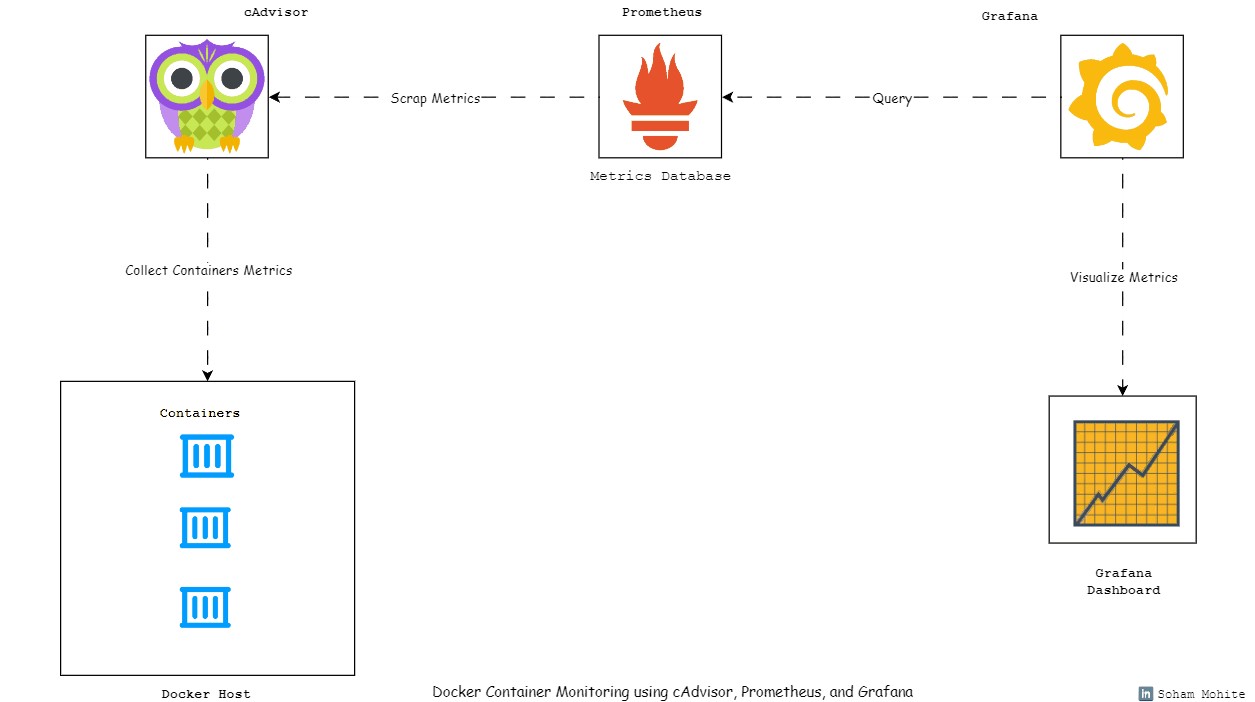 cAdvisor
Prometheus
Grafana
Scrap Metrics
Query
Metrics Database
Collect Containers Metrics
Visualize Metrics
Containers
Grafana
Dashboard
Docker Host
Docker Container Monitoring using cAdvisor, Prometheus, and Grafana
in Soham Mohite